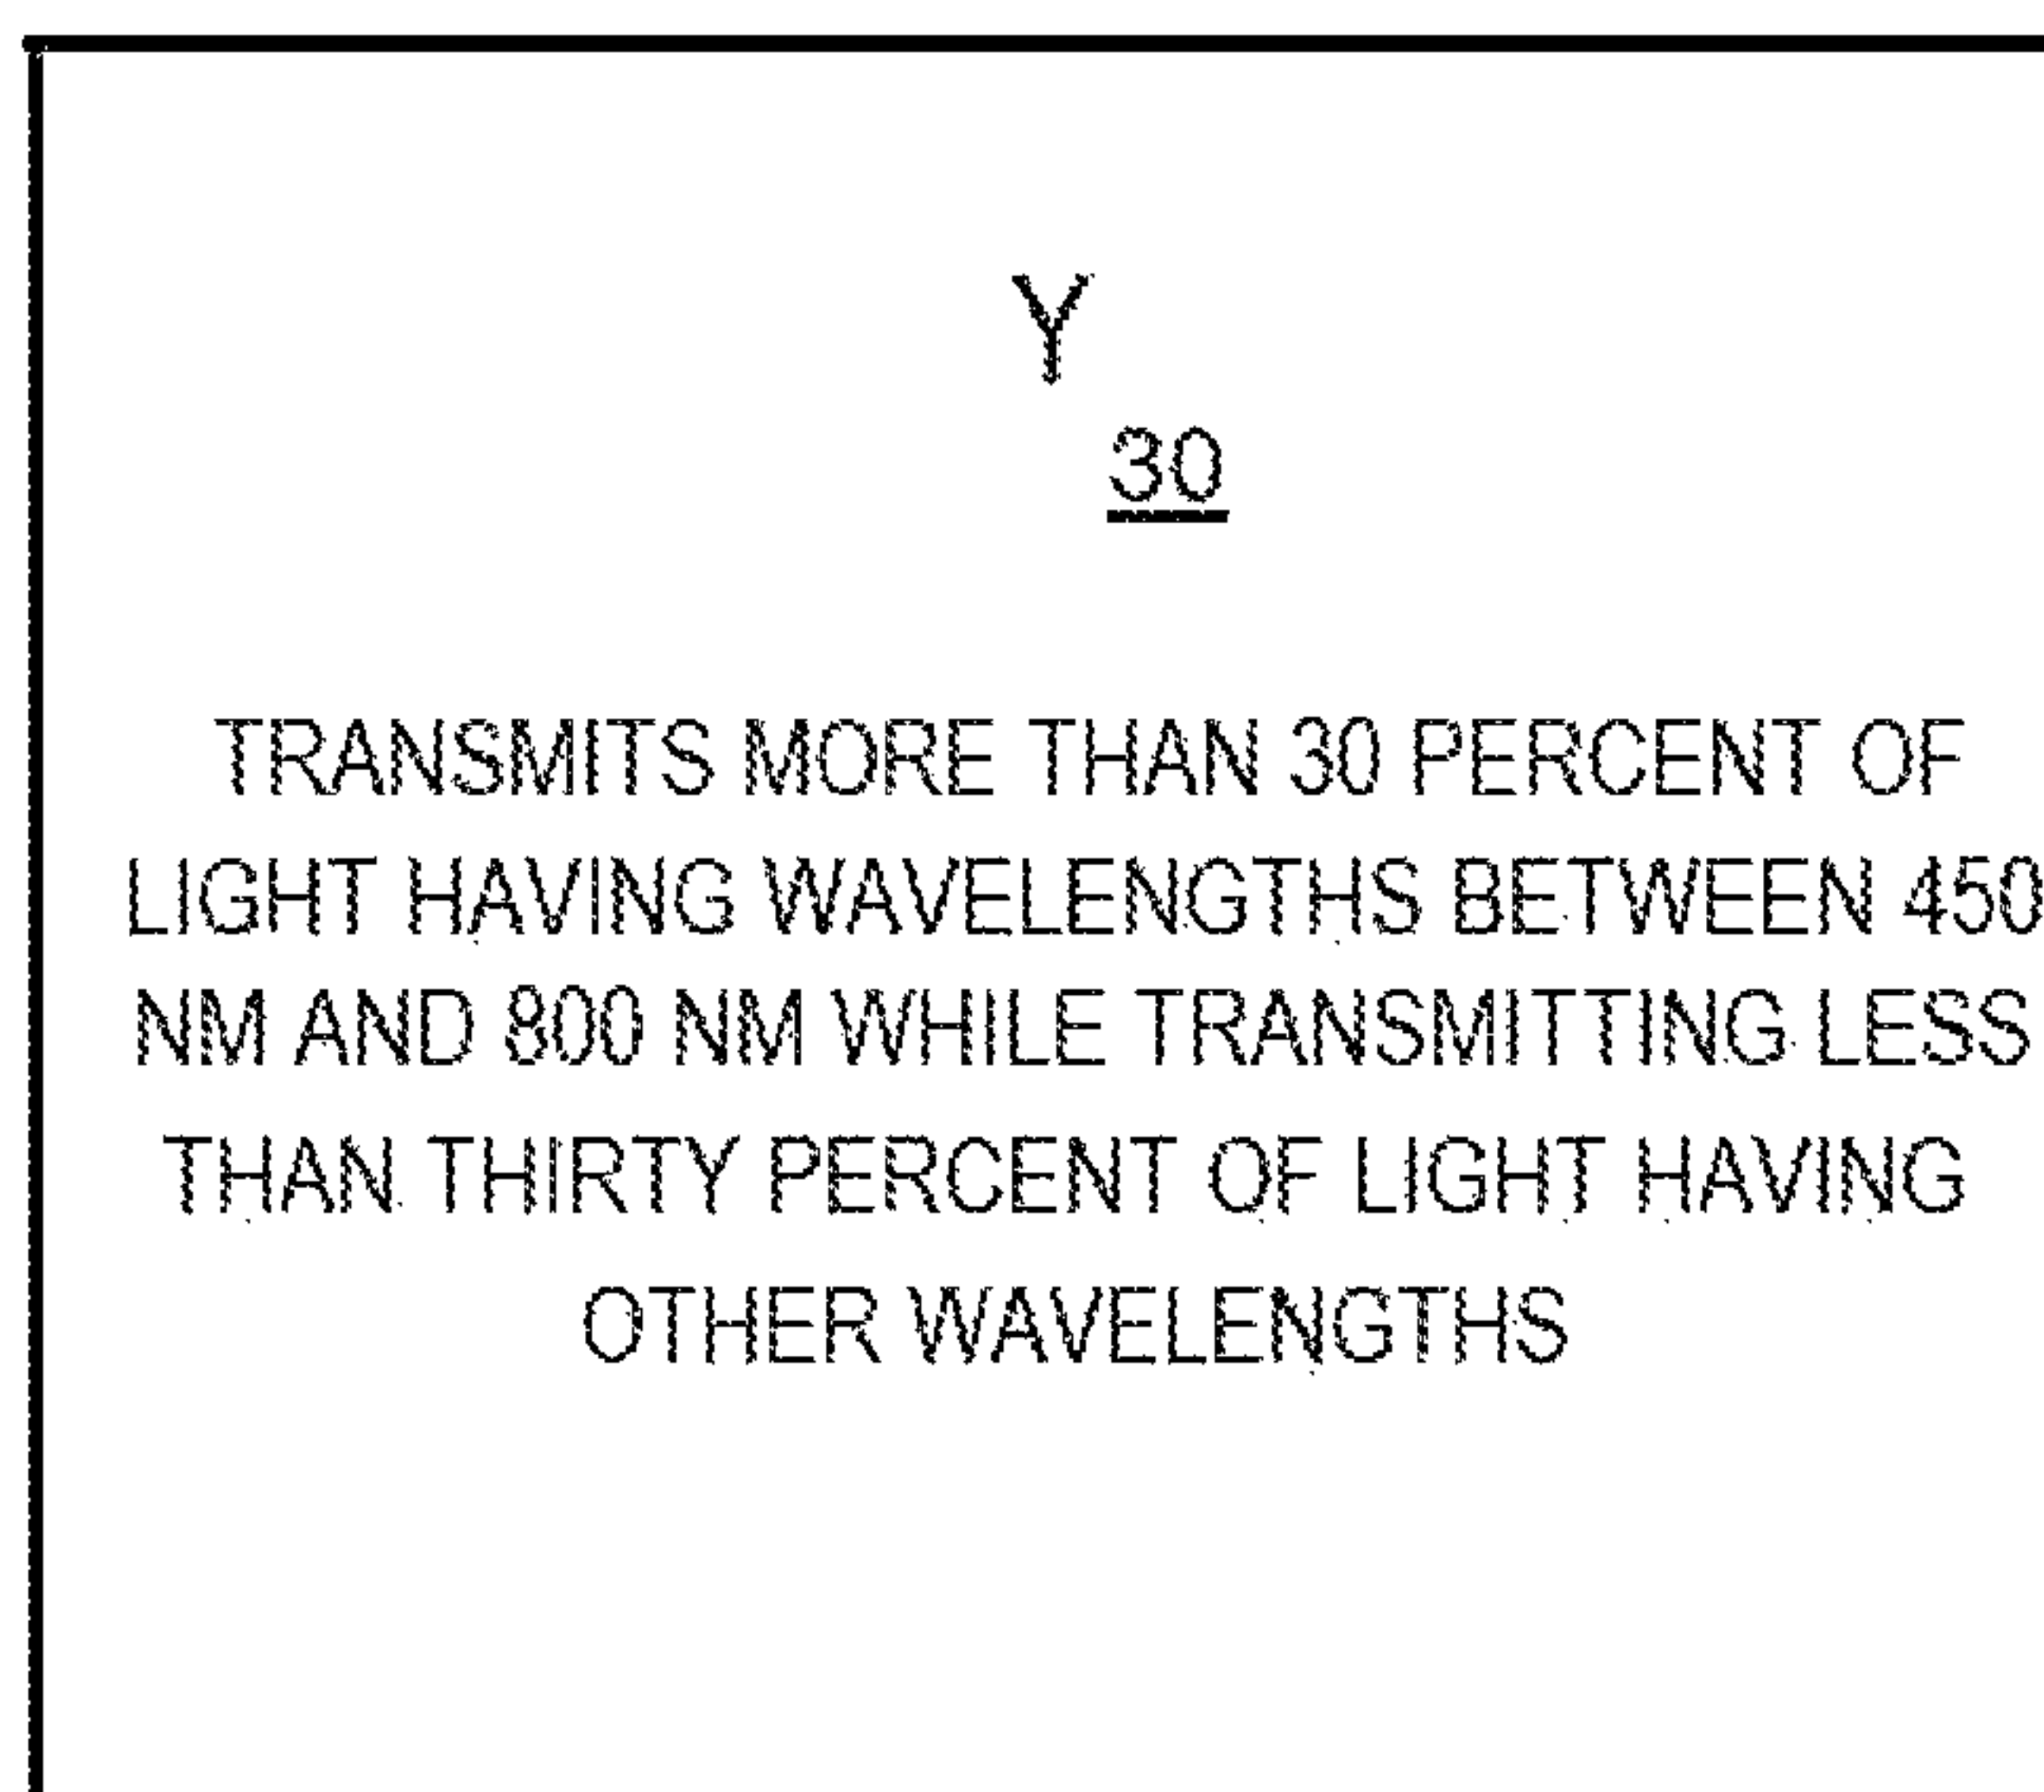 Y
30
TRANSMITS MORE THAN 30 PERCENT OF
LIGHT HAVING WAVELENGTHS BETWEEN 450
NM AND 800 NM WHILE TRANSMITTING LESS
THAN THIRTY PERCENT OF LIGHT HAVING
OTHER WAVELENGTHS